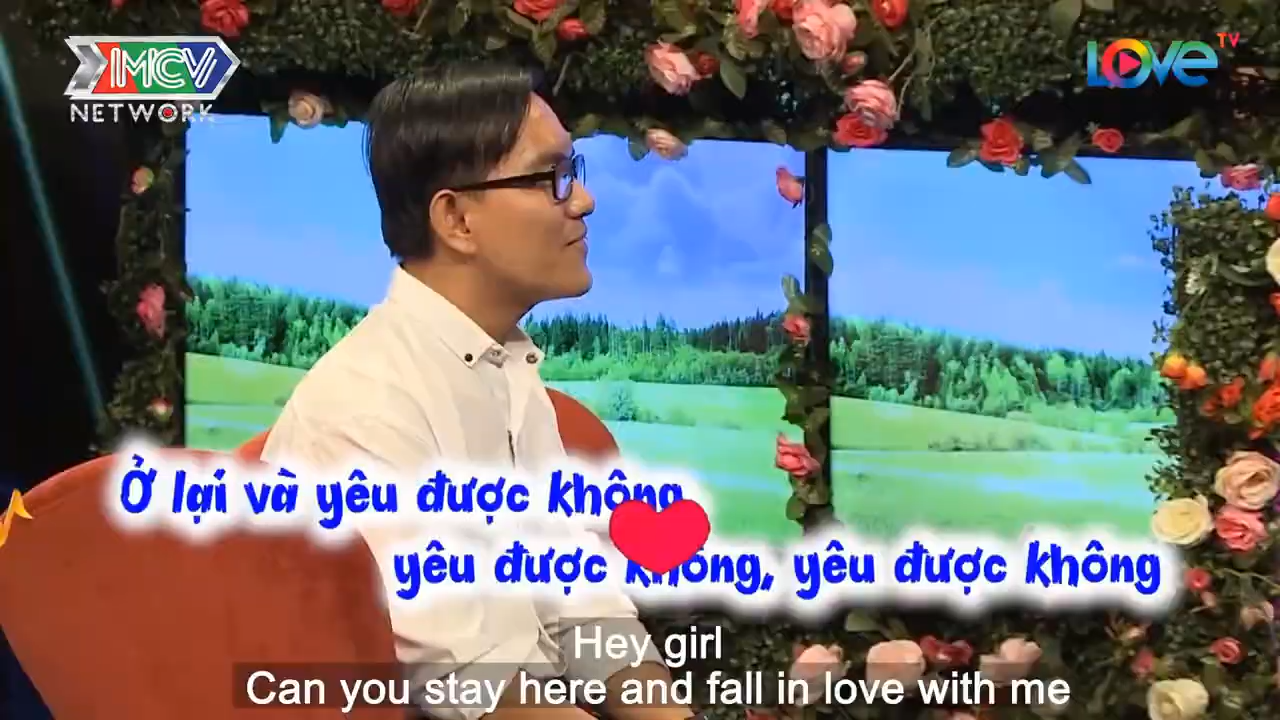 MCV
NETWORK
LOVE TV
Ở lại và yêu được không
yêu được không, yêu được không
Hey girl
Can you stay here and fall in love with me